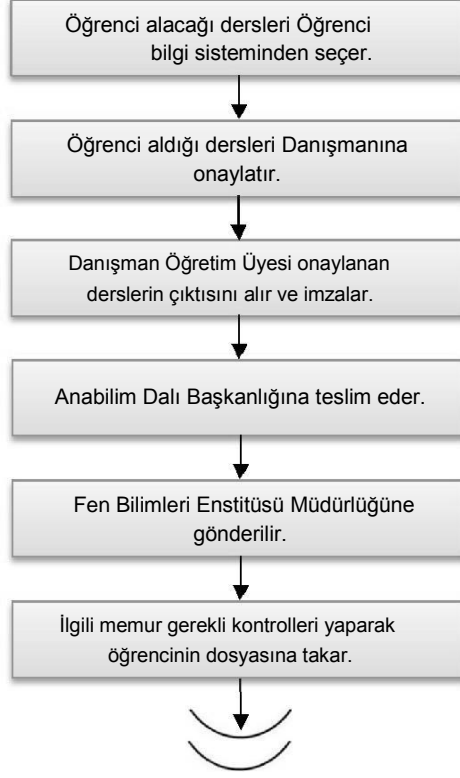 Öğrenci alacağı dersleri Öğrenci
bilgi sisteminden seçer.
Öğrenci aldığı dersleri Danışmanına
onaylatır.
Danışman Öğretim Üyesi onaylanan
derslerin çıktısını alır ve imzalar.
Anabilim Dalı Başkanlığına teslim eder.
Fen Bilimleri Enstitüsü Müdürlüğüne
gönderilir.
İlgili memur gerekli kontrolleri yaparak
öğrencinin dosyasına takar.